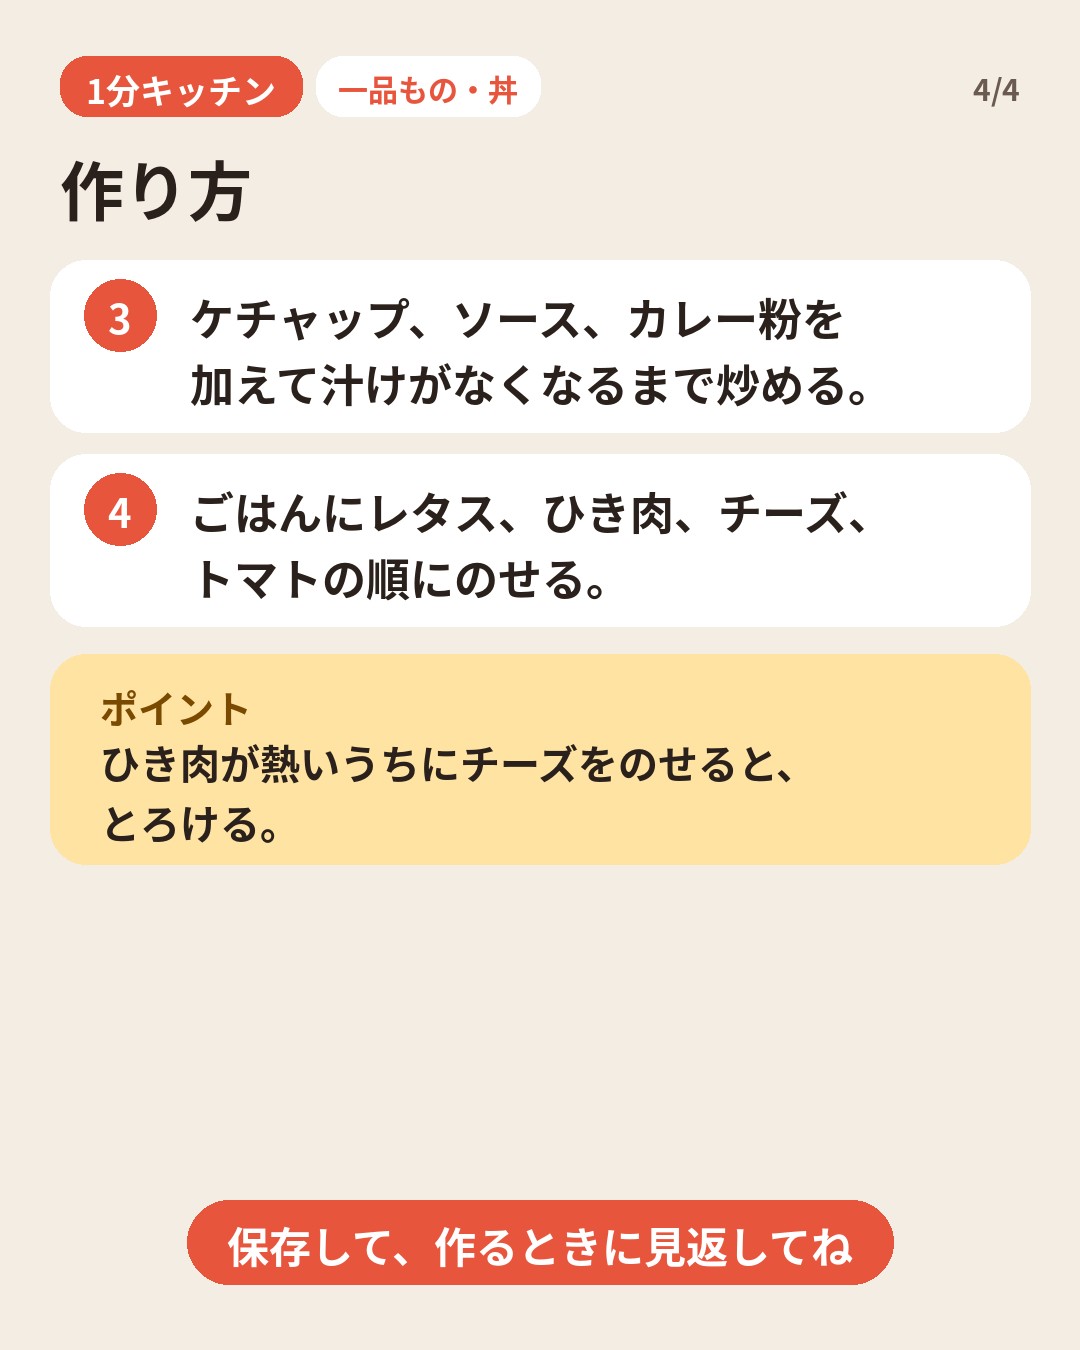 1分キッチン
一品もの・丼
4/4
作り方
3
ケチャップ、ソース、カレー粉を
加えて汁けがなくなるまで炒める。
4
ごはんにレタス、ひき肉、チーズ、
トマトの順にのせる。
ポイント
ひき肉が熱いうちにチーズをのせると、
とろける。
保存して、作るときに見返してね